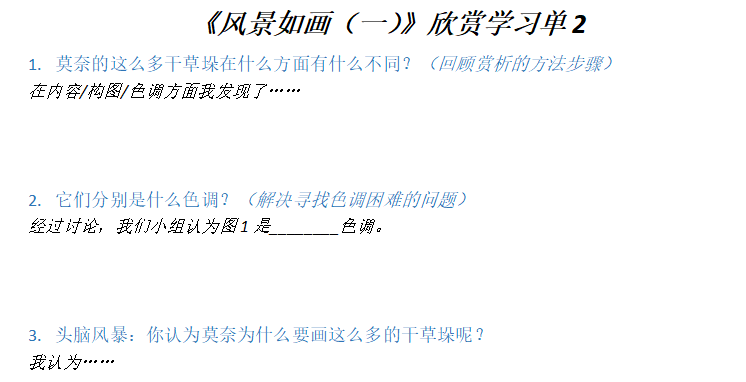 《风景如画（一）》欣赏学习单 2
1. 莫奈的这么多干草垛在什么方面有什么不同？（回顾赏析的方法步骤）
在内容/构图/色调方面我发现了……
2. 它们分别是什么色调？（解决寻找色调困难的问题）
经过讨论，我们小组认为图 1 是________色调。
3. 头脑风暴：你认为莫奈为什么要画这么多的干草垛呢？
我认为……